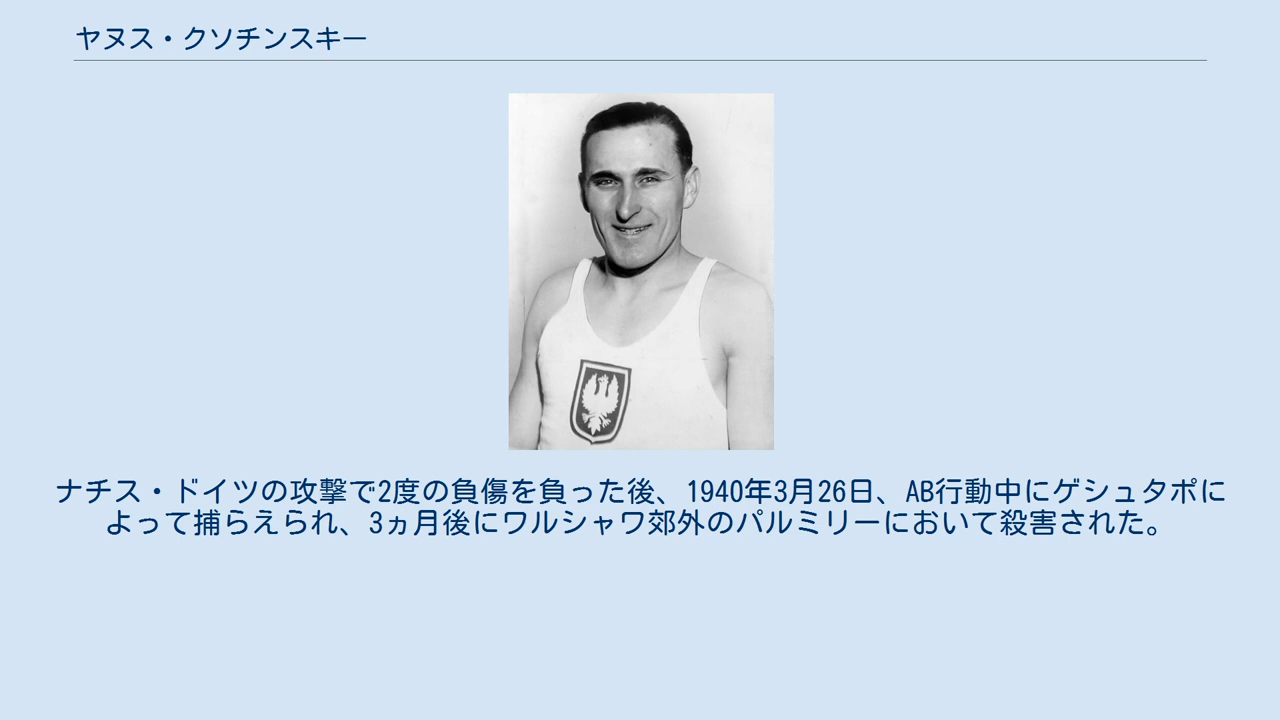 ヤヌス・クソチンスキー
ナチス・ドイツの攻撃で2度の負傷を負った後、1940年3月26日、AB行動中にゲシュタポに
よって捕らえられ、3ヵ月後にワルシャワ郊外のパルミリーにおいて殺害された。